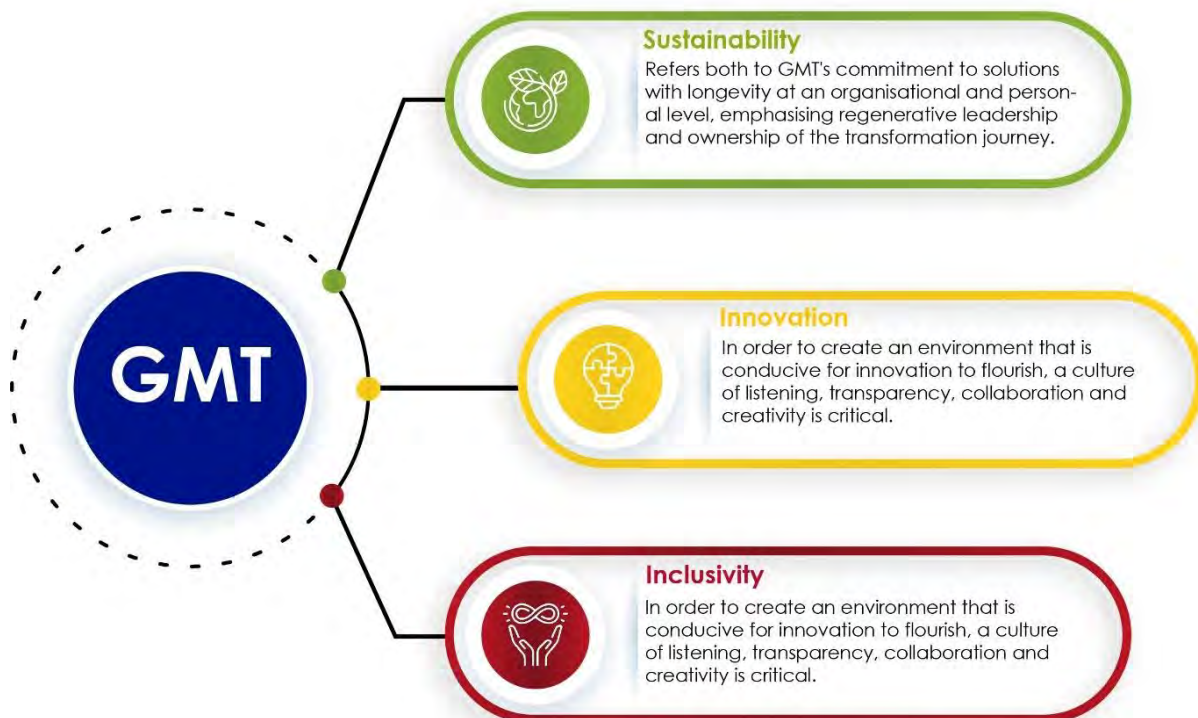 Sustainability
Refers both to GMT's commitment to solutions
with longevity at an organisational and person-
al level, emphasising regenerative leadership
and ownership of the transformation journey.
GMT
Innovation
In order to create an environment that is
conducive for innovation to flourish, a culture
of listening, transparency, collaboration and
creativity is critical.
Inclusivity
In order to create an environment that is
conducive for innovation to flourish, a culture
of listening, transparency, collaboration and
creativity is critical.